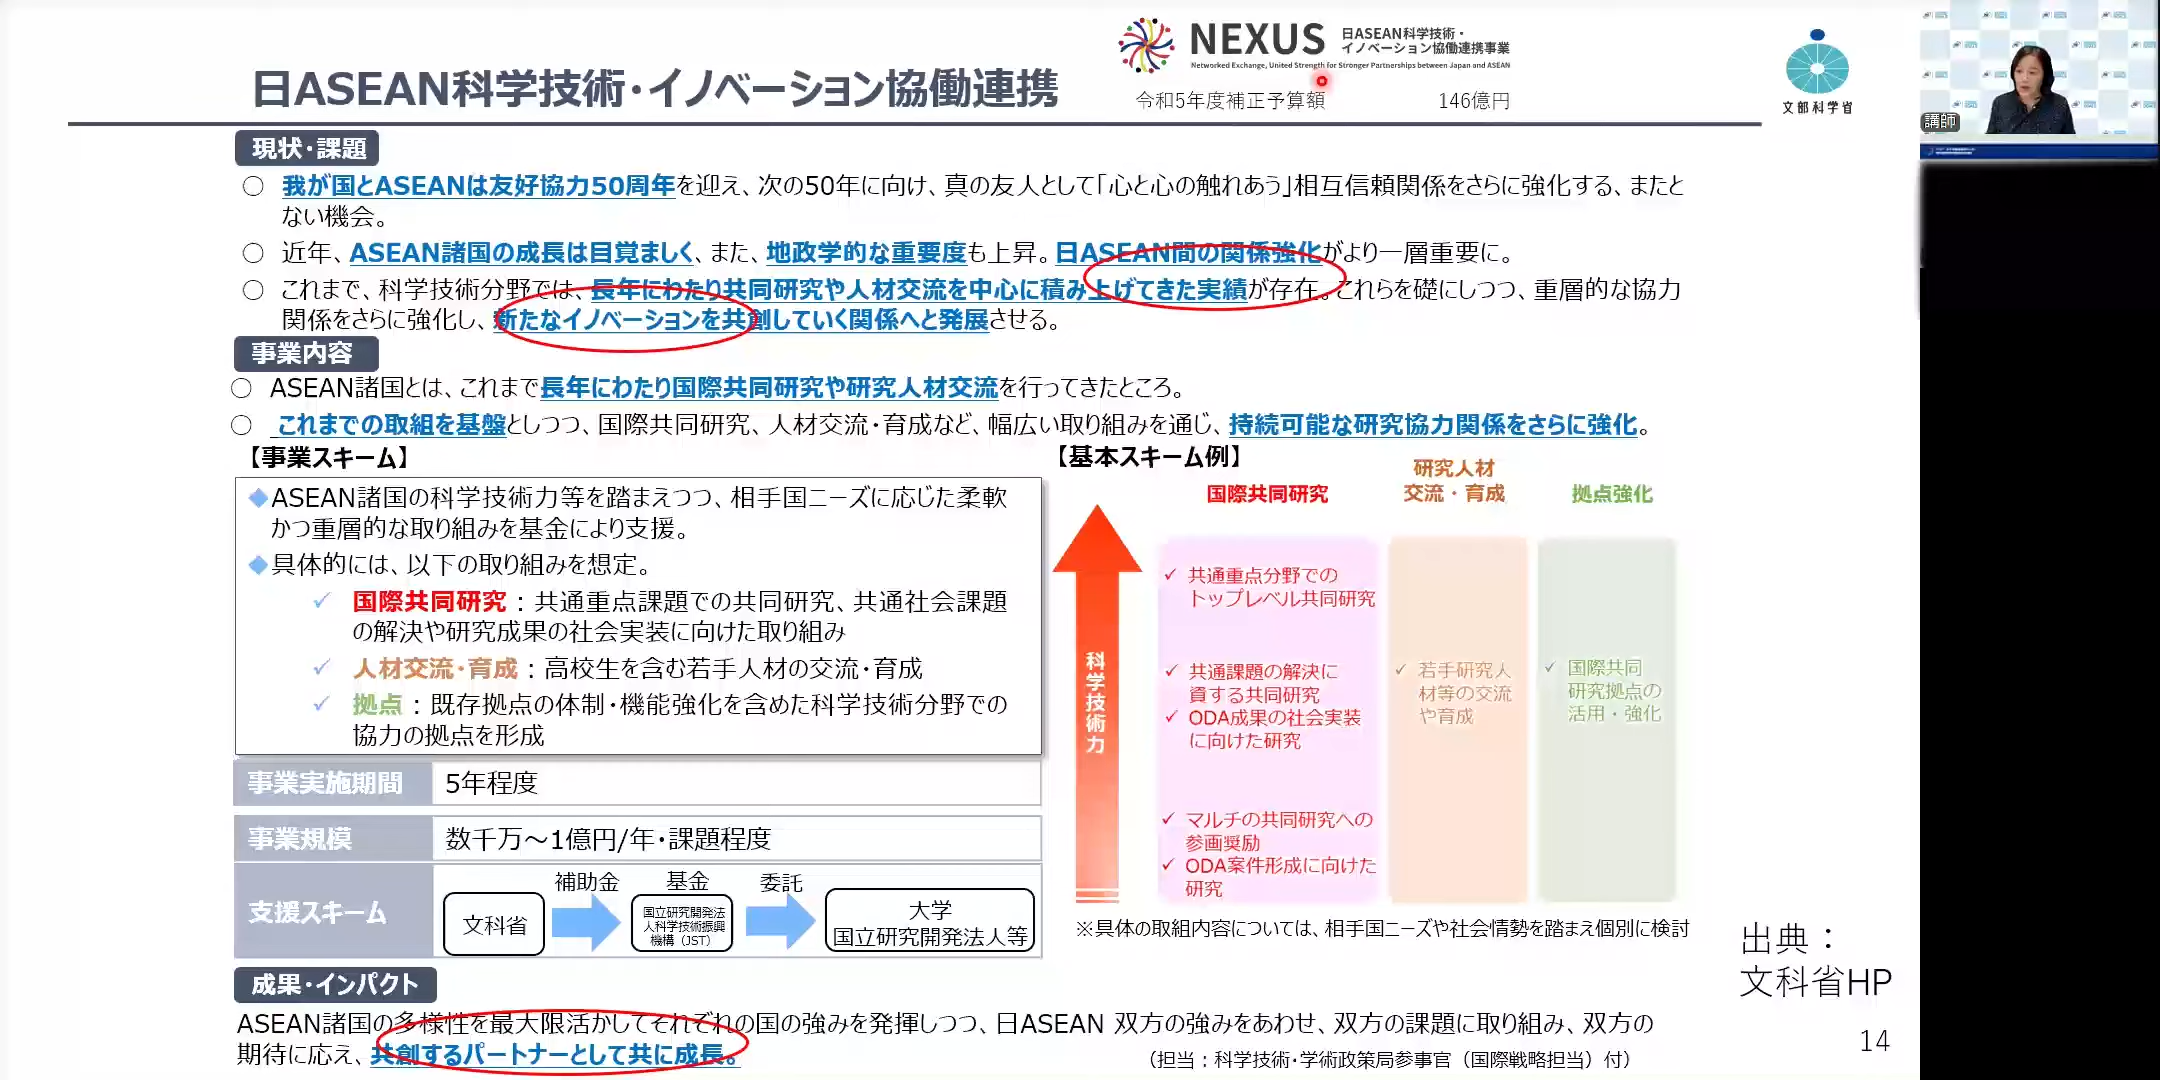 NEXUS
日ASEAN科学技術・
イノベーション協働連携事業
Networked Exchange, United Strength for Stronger Partnerships between Japan and ASEAN
日ASEAN科学技術・イノベーション協働連携
令和5年度補正予算額 146億円
文部科学省
講師
現状・課題
○ 我が国とASEANは友好協力50周年を迎え、次の50年に向け、真の友人として「心と心の触れあう」相互信頼関係をさらに強化する、またと
ない機会。
○ 近年、ASEAN諸国の成長は目覚ましく、また、地政学的な重要度も上昇。日ASEAN間の関係強化がより一層重要に。
○ これまで、科学技術分野では、長年にわたり共同研究や人材交流を中心に積み上げてきた実績が存在。これらを礎にしつつ、重層的な協力
関係をさらに強化し、新たなイノベーションを共創していく関係へと発展させる。
事業内容
○ ASEAN諸国とは、これまで長年にわたり国際共同研究や研究人材交流を行ってきたところ。
○ これまでの取組を基盤としつつ、国際共同研究、人材交流・育成など、幅広い取り組みを通じ、持続可能な研究協力関係をさらに強化。
【事業スキーム】
◆ASEAN諸国の科学技術力等を踏まえつつ、相手国ニーズに応じた柔軟
かつ重層的な取り組みを基金により支援。
◆具体的には、以下の取り組みを想定。
✓ 国際共同研究：共通重点課題での共同研究、共通社会課題
の解決や研究成果の社会実装に向けた取り組み
✓ 人材交流・育成：高校生を含む若手人材の交流・育成
✓ 拠点：既存拠点の体制・機能強化を含めた科学技術分野での
協力の拠点を形成
事業実施期間 5年程度
事業規模 数千万～1億円/年・課題程度
支援スキーム
補助金
基金
委託
文科省
国立研究開発法
人科学技術振興
機構（JST）
大学
国立研究開発法人等
【基本スキーム例】
科学技術力
国際共同研究
✓ 共通重点分野での
トップレベル共同研究
✓ 共通課題の解決に
資する共同研究
✓ ODA成果の社会実装
に向けた研究
✓ マルチの共同研究への
参画奨励
✓ ODA案件形成に向けた
研究
研究人材
交流・育成
✓ 若手研究人
材等の交流
や育成
拠点強化
✓ 国際共同
研究拠点の
活用・強化
※具体の取組内容については、相手国ニーズや社会情勢を踏まえ個別に検討
出典：
文科省HP
成果・インパクト
ASEAN諸国の多様性を最大限活かしてそれぞれの国の強みを発揮しつつ、日ASEAN 双方の強みをあわせ、双方の課題に取り組み、双方の
期待に応え、共創するパートナーとして共に成長。
（担当：科学技術・学術政策局参事官（国際戦略担当）付）
14